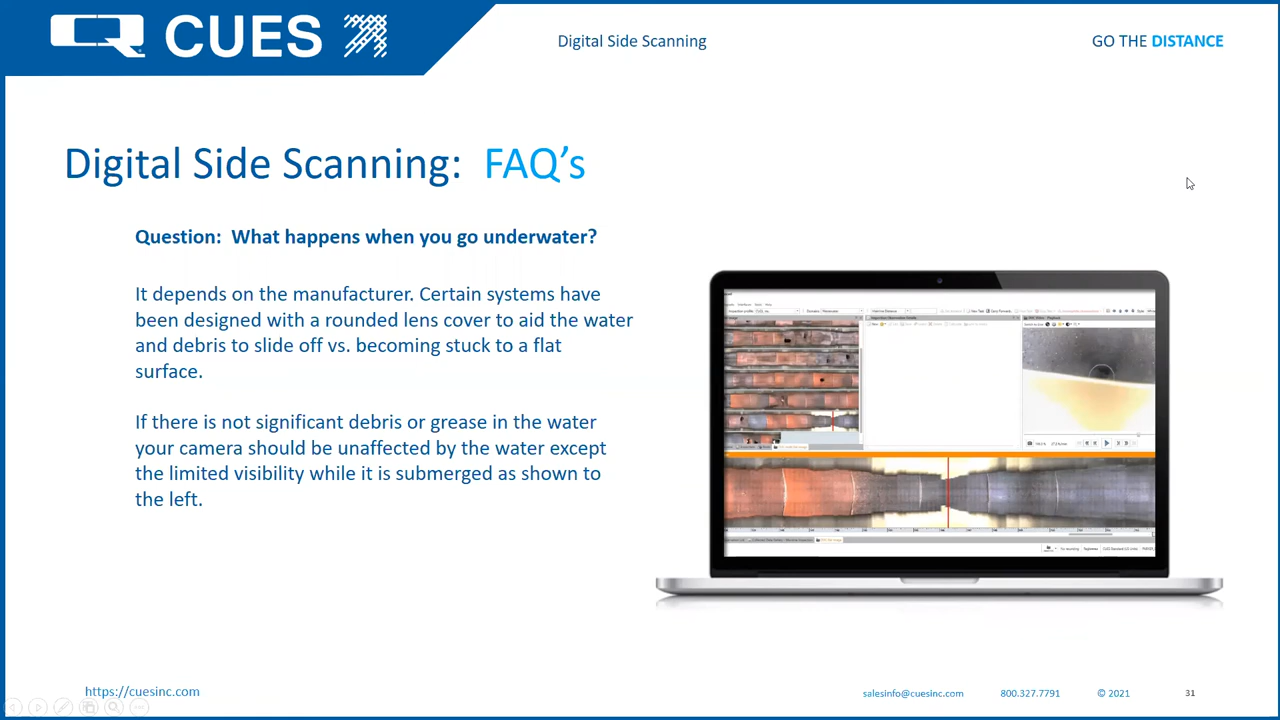 CUES
Digital Side Scanning
GO THE DISTANCE
Digital Side Scanning: FAQ's
Question: What happens when you go underwater?
It depends on the manufacturer. Certain systems have
been designed with a rounded lens cover to aid the water
and debris to slide off vs. becoming stuck to a flat
surface.
If there is not significant debris or grease in the water
your camera should be unaffected by the water except
the limited visibility while it is submerged as shown to
the left.
https://cuesinc.com
salesinfo@cuesinc.com
800.327.7791
© 2021
31